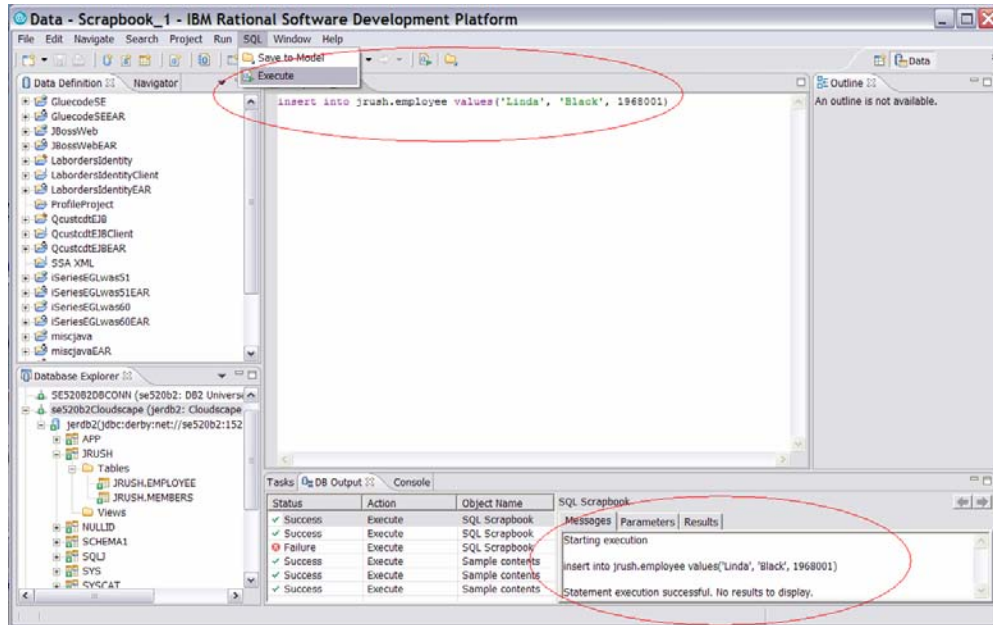 Data - Scrapbook_1 - IBM Rational Software Development Platform
File Edit Navigate Search Project Run SQL Window Help
Save to Model
Execute
Data
Data Definition Navigator
GluecodeSE
GluecodeSEEAR
JBossWeb
JBossWebEAR
LabordersIdentity
LabordersIdentityClient
LabordersIdentityEAR
ProfileProject
QcustcdtEJB
QcustcdtEJBClient
QcustcdtEJBEAR
SSA XML
iSeriesEGLwas51
iSeriesEGLwas51EAR
iSeriesEGLwas60
iSeriesEGLwas60EAR
miscjava
miscjavaEAR
insert into jrush.employee values('Linda', 'Black', 1968001)
Outline
An outline is not available.
Database Explorer
SE520B2DBCONN (se520b2: DB2 Univers
se520b2Cloudscape (jerdb2: Cloudscape
jerdb2(jdbc:derby:net://se520b2:152
APP
JRUSH
Tables
JRUSH.EMPLOYEE
JRUSH.MEMBERS
Views
NULLID
SCHEMA1
SQLJ
SYS
SYSCAT
Tasks DB Output Console
Status Action Object Name
Success Execute SQL Scrapbook
Success Execute SQL Scrapbook
Failure Execute SQL Scrapbook
Success Execute Sample contents
Success Execute Sample contents
Success Execute Sample contents
SQL Scrapbook
Messages Parameters Results
Starting execution
insert into jrush.employee values('Linda', 'Black', 1968001)
Statement execution successful. No results to display.